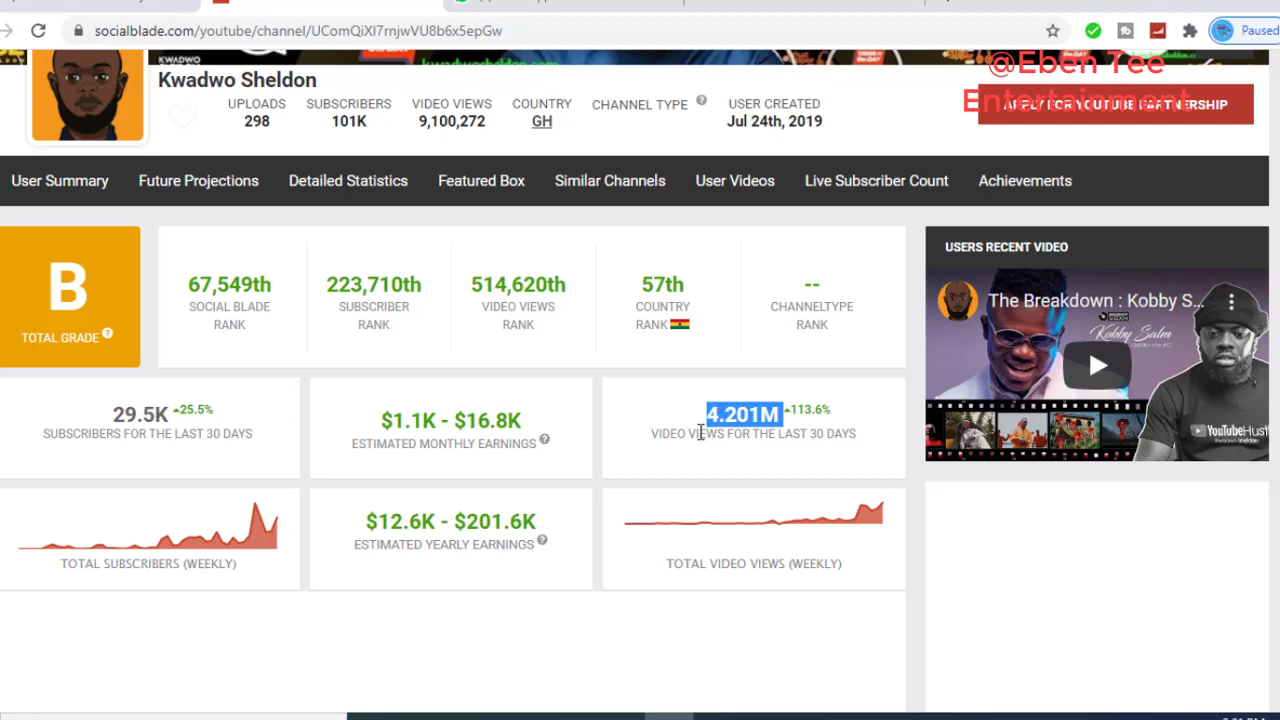 socialblade.com/youtube/channel/UComQiXl7rnjwVU8b6x5epGw
Paused
@Eben Tee
Entertainment
Kwadwo Sheldon
UPLOADS
298
SUBSCRIBERS
101K
VIDEO VIEWS
9,100,272
COUNTRY
GH
CHANNEL TYPE
USER CREATED
Jul 24th, 2019
APPLY FOR YOUTUBE PARTNERSHIP
User Summary
Future Projections
Detailed Statistics
Featured Box
Similar Channels
User Videos
Live Subscriber Count
Achievements
B
TOTAL GRADE
67,549th
SOCIAL BLADE
RANK
223,710th
SUBSCRIBER
RANK
514,620th
VIDEO VIEWS
RANK
57th
COUNTRY
RANK
--
CHANNELTYPE
RANK
29.5K 25.5%
SUBSCRIBERS FOR THE LAST 30 DAYS
$1.1K - $16.8K
ESTIMATED MONTHLY EARNINGS
4.201M 113.6%
VIDEO VIEWS FOR THE LAST 30 DAYS
TOTAL SUBSCRIBERS (WEEKLY)
$12.6K - $201.6K
ESTIMATED YEARLY EARNINGS
TOTAL VIDEO VIEWS (WEEKLY)
USERS RECENT VIDEO
The Breakdown : Kobby S...
Kobby Salm
YouTubeHust
Kwadwo Sheldon